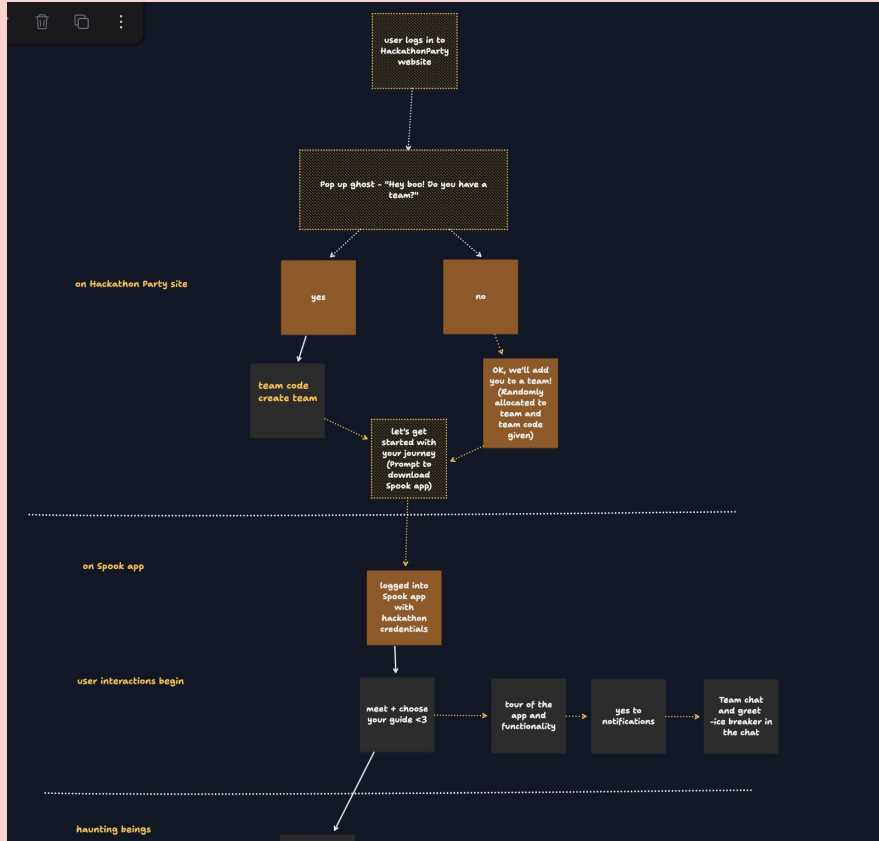 user logs in to
HackathonParty
website
Pop up ghost - "Hey boo! Do you have a
team?"
on Hackathon Party site
yes
no
team code
create team
OK, we'll add
you to a team!
(Randomly
allocated to
team and
team code
given)
let's get
started with
your journey
(Prompt to
download
Spook app)
on Spook app
logged into
Spook app
with
hackathon
credentials
user interactions begin
meet + choose
your guide <3
tour of the
app and
functionality
yes to
notifications
Team chat
and greet
-ice breaker in
the chat
haunting beings